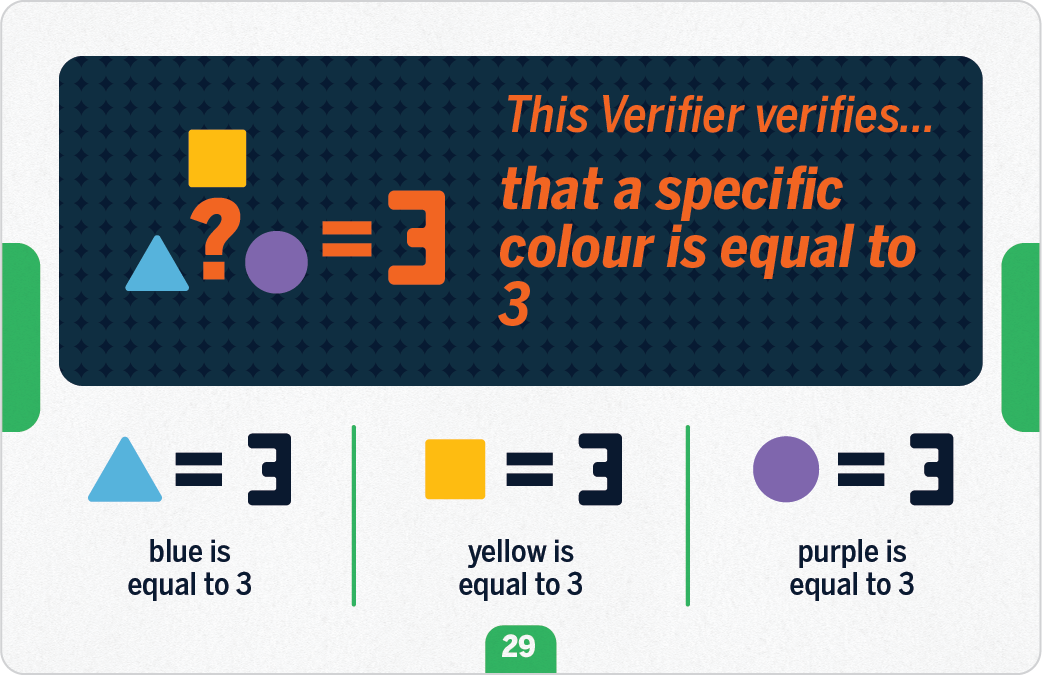 This Verifier verifies...
that a specific
colour is equal to
3
? = 3
= 3
blue is
equal to 3
= 3
yellow is
equal to 3
= 3
purple is
equal to 3
29